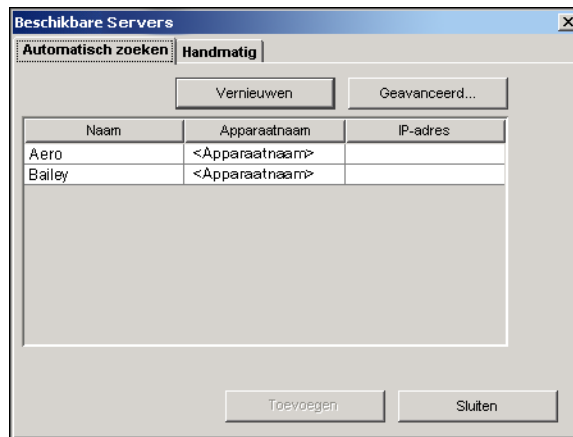 Beschikbare Servers
Automatisch zoeken Handmatig
Vernieuwen Geavanceerd...
Naam Apparaatnaam IP-adres
Aero <Apparaatnaam>
Bailey <Apparaatnaam>
Toevoegen Sluiten